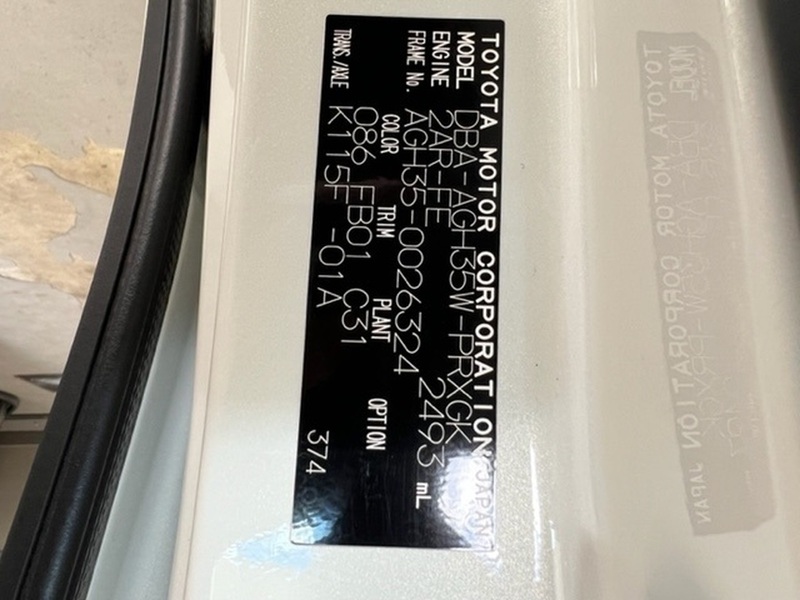 TOYOTA MOTOR CORPORATION JAPAN
MODEL DBA-AGH35W-PRXGK
ENGINE 2AR-FE 2493 mL
FRAME No. AGH35-0026324
COLOR TRIM PLANT OPTION
086 FB01 C31
TRANS./AXLE K115F -01A 374